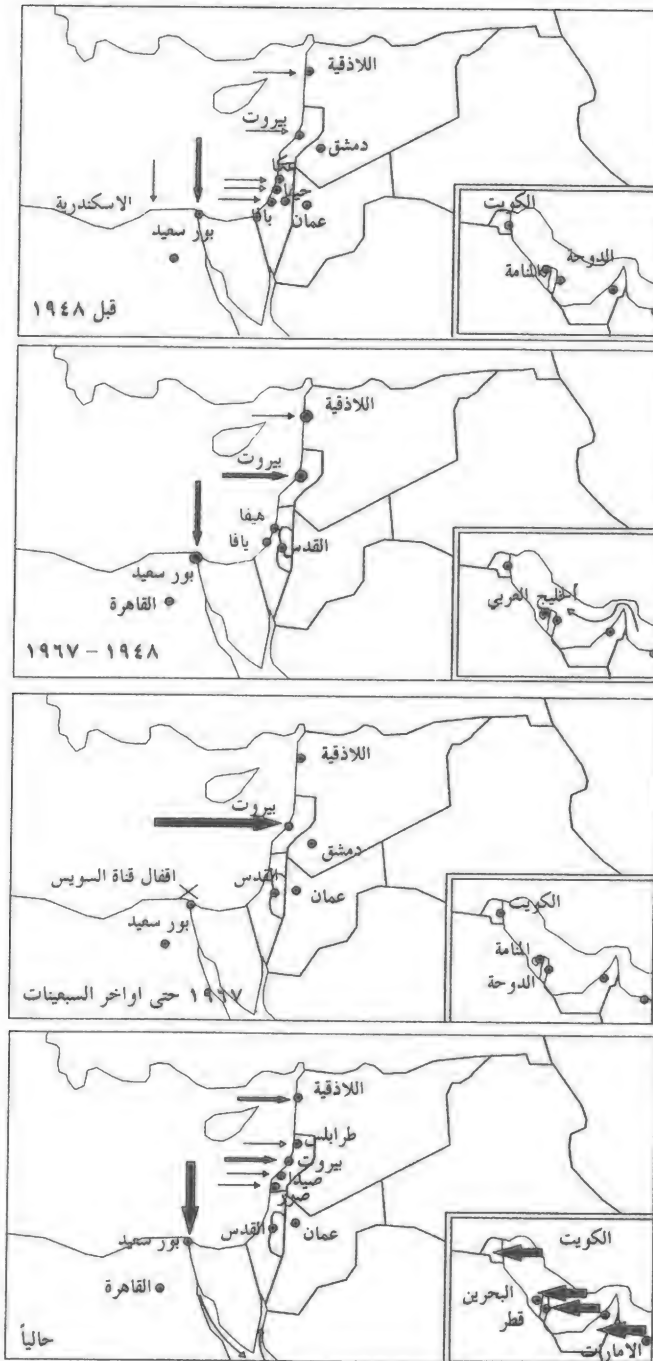 اللاذقية
بيروت
دمشق
عكا
حيفا
يافا
عمان
الاسكندرية
بور سعيد
قبل ١٩٤٨
الكويت
الدوحة
المنامة
اللاذقية
بيروت
هيفا
يافا
القدس
بور سعيد
القاهرة
١٩٤٨ - ١٩٦٧
الخليج العربي
اللاذقية
بيروت
دمشق
اقفال قناة السويس
القدس
عمان
بور سعيد
١٩٦٧ حتى اواخر السبعينات
الكويت
المنامة
الدوحة
اللاذقية
طرابلس
بيروت
صيدا
صور
القدس
عمان
بور سعيد
القاهرة
حالياً
الكويت
البحرين
قطر
الامارات